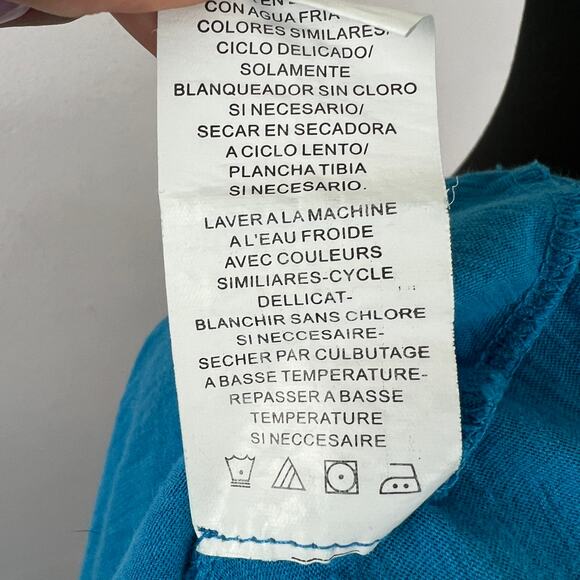 CON AGUA FRIA
COLORES SIMILARES/
CICLO DELICADO/
SOLAMENTE
BLANQUEADOR SIN CLORO
SI NECESARIO/
SECAR EN SECADORA
A CICLO LENTO/
PLANCHA TIBIA
SI NECESARIO.
LAVER A LA MACHINE
A L'EAU FROIDE
AVEC COULEURS
SIMILIARES-CYCLE
DELLICAT-
BLANCHIR SANS CHLORE
SI NECCESAIRE-
SECHER PAR CULBUTAGE
A BASSE TEMPERATURE-
REPASSER A BASSE
TEMPERATURE
SI NECCESAIRE